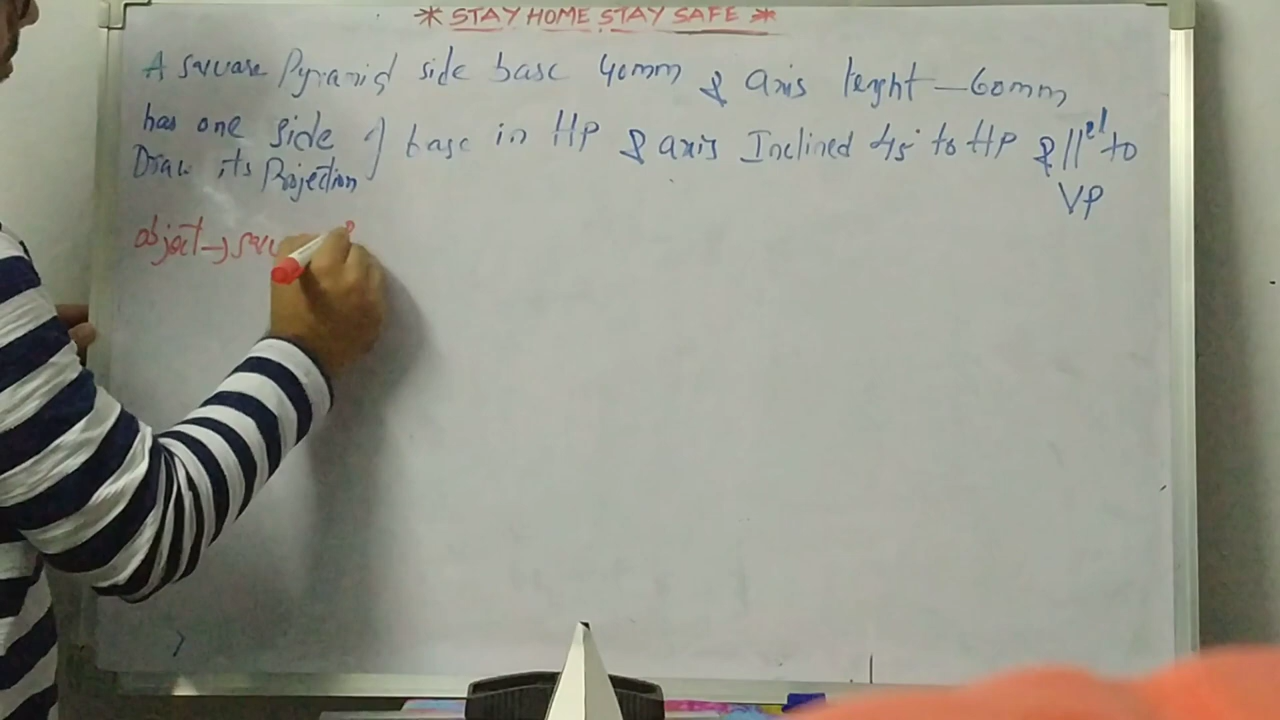 * STAY HOME STAY SAFE *
A square Pyramid side base 40mm & axis lenght - 60mm
has one side of base in HP & axis Inclined 45 to HP & ||el to VP
Draw its Projection
object → squ